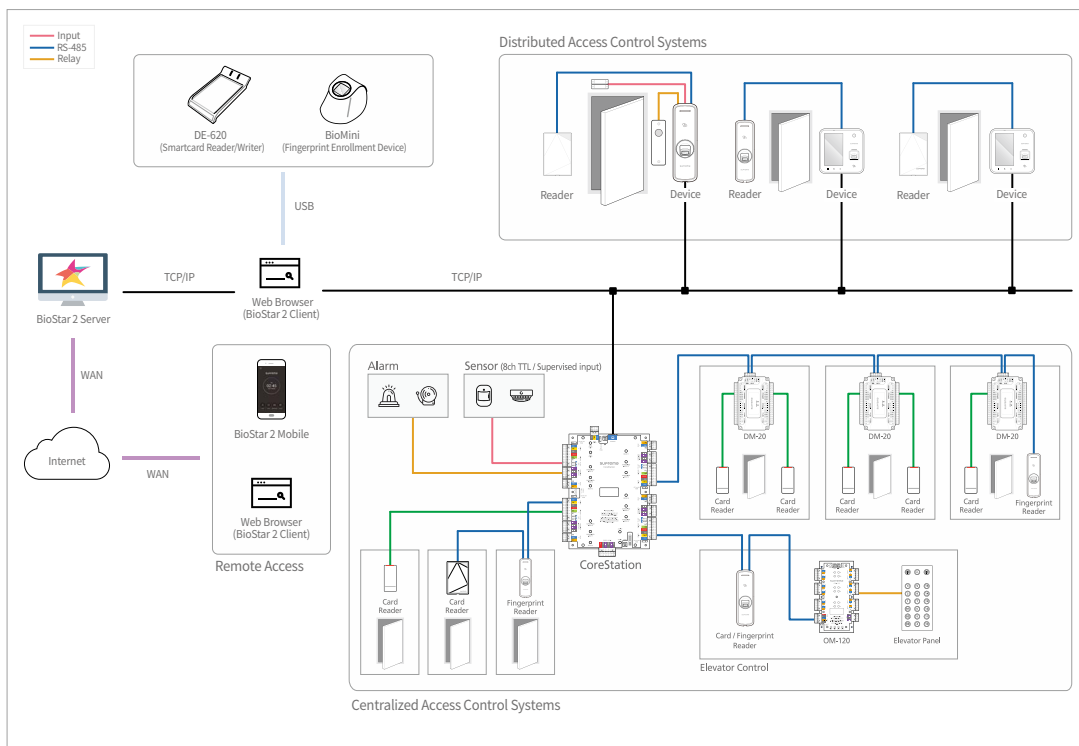 Input
RS-485
Relay
DE-620
(Smartcard Reader/Writer)
BioMini
(Fingerprint Enrollment Device)
USB
Distributed Access Control Systems
Reader
Device
Reader
Device
Reader
Device
BioStar 2 Server
TCP/IP
Web Browser
(BioStar 2 Client)
TCP/IP
WAN
Internet
WAN
BioStar 2 Mobile
Web Browser
(BioStar 2 Client)
Remote Access
Alarm
Sensor (8ch TTL / Supervised input)
CoreStation
DM-20
Card
Reader
Card
Reader
DM-20
Card
Reader
Card
Reader
DM-20
Card
Reader
Fingerprint
Reader
Card
Reader
Card
Reader
Fingerprint
Reader
Card / Fingerprint
Reader
OM-120
Elevator Panel
Elevator Control
Centralized Access Control Systems